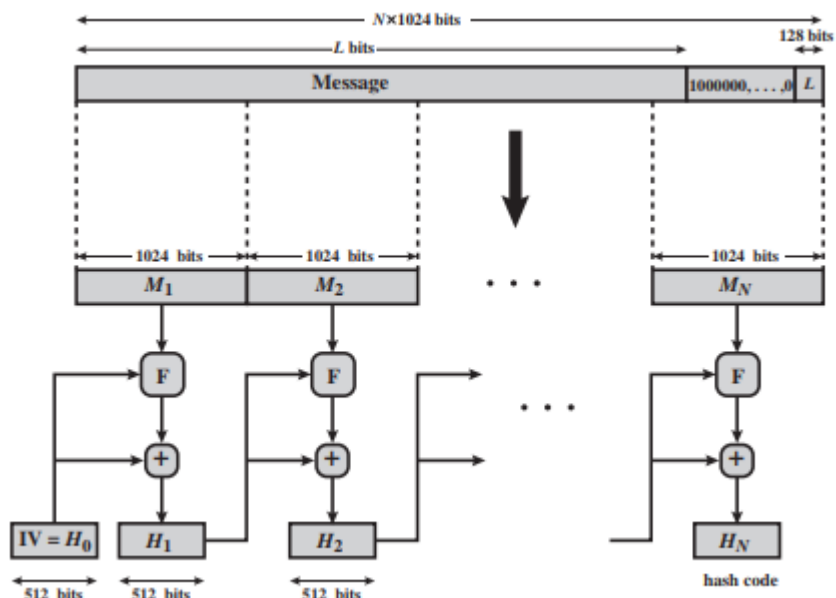 N×1024 bits
L bits
128 bits
Message
1000000, . . . ,0
L
1024 bits
1024 bits
1024 bits
M1
M2
. . .
MN
F
F
F
. . .
+
+
+
IV = H0
H1
H2
HN
512 bits
512 bits
512 bits
hash code